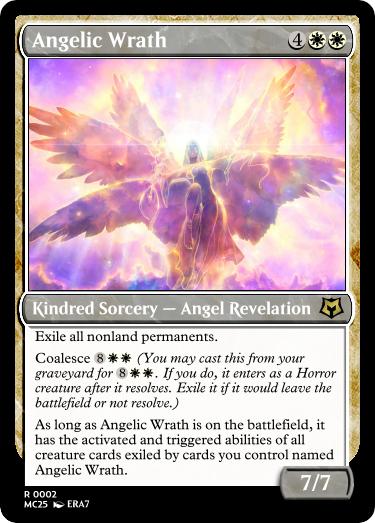 Angelic Wrath 4
Kindred Sorcery — Angel Revelation
Exile all nonland permanents.
Coalesce 8 (You may cast this from your
graveyard for 8. If you do, it enters as a Horror
creature after it resolves. Exile it if it would leave the
battlefield or not resolve.)
As long as Angelic Wrath is on the battlefield, it
has the activated and triggered abilities of all
creature cards exiled by cards you control named
Angelic Wrath.
7/7
R 0002
MC25 ERA7